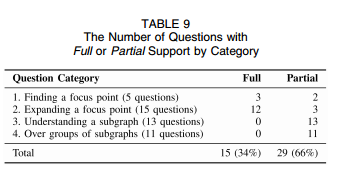 TABLE 9
The Number of Questions with
Full or Partial Support by Category
Question Category Full Partial
1. Finding a focus point (5 questions) 3 2
2. Expanding a focus point (15 questions) 12 3
3. Understanding a subgraph (13 questions) 0 13
4. Over groups of subgraphs (11 questions) 0 11
Total 15 (34%) 29 (66%)